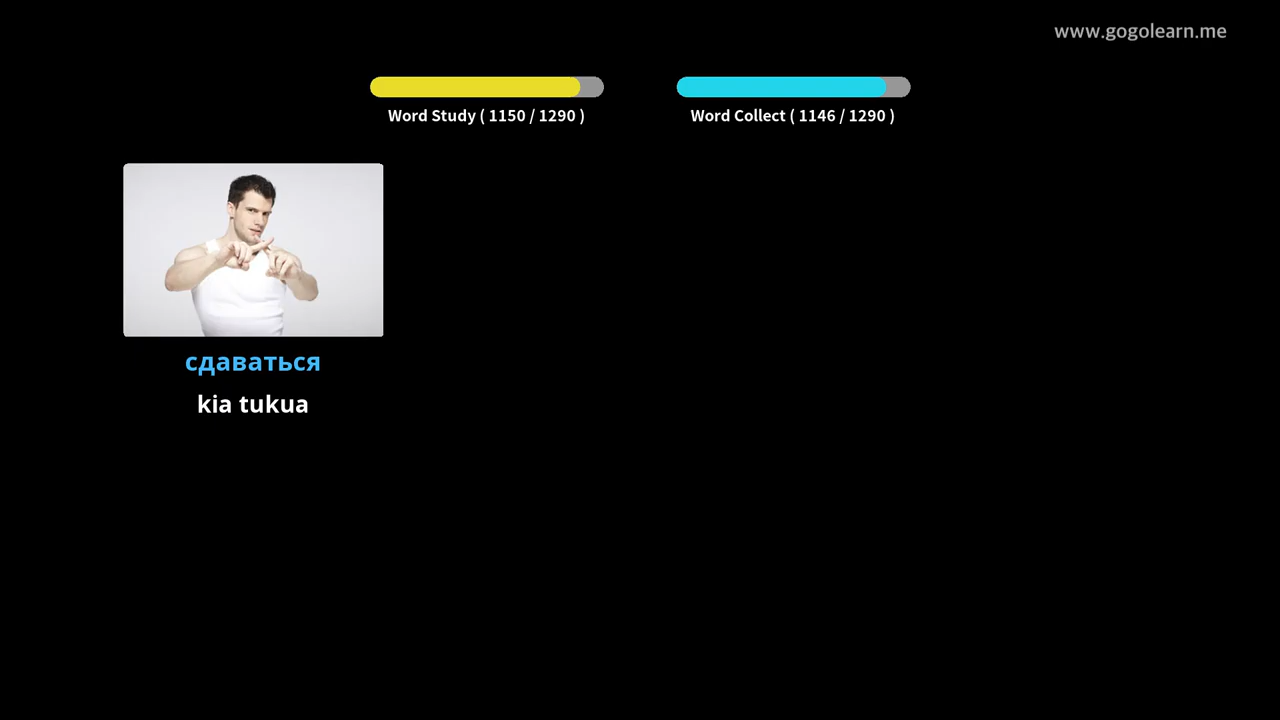 www.gogolearn.me
Word Study ( 1150 / 1290 )
Word Collect ( 1146 / 1290 )
сдаваться
kia tukua